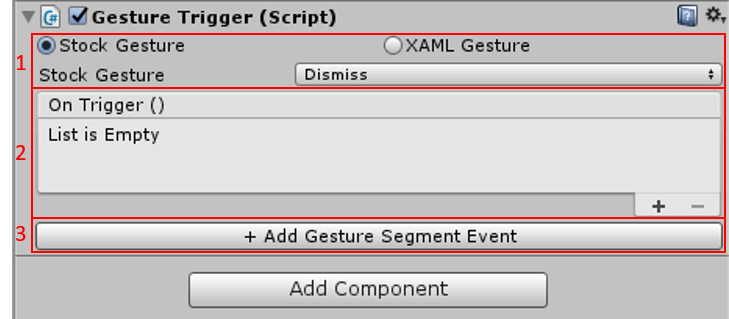 Gesture Trigger (Script)
1
Stock Gesture XAML Gesture
Stock Gesture Dismiss
2
On Trigger ()
List is Empty
+ −
3
+ Add Gesture Segment Event
Add Component